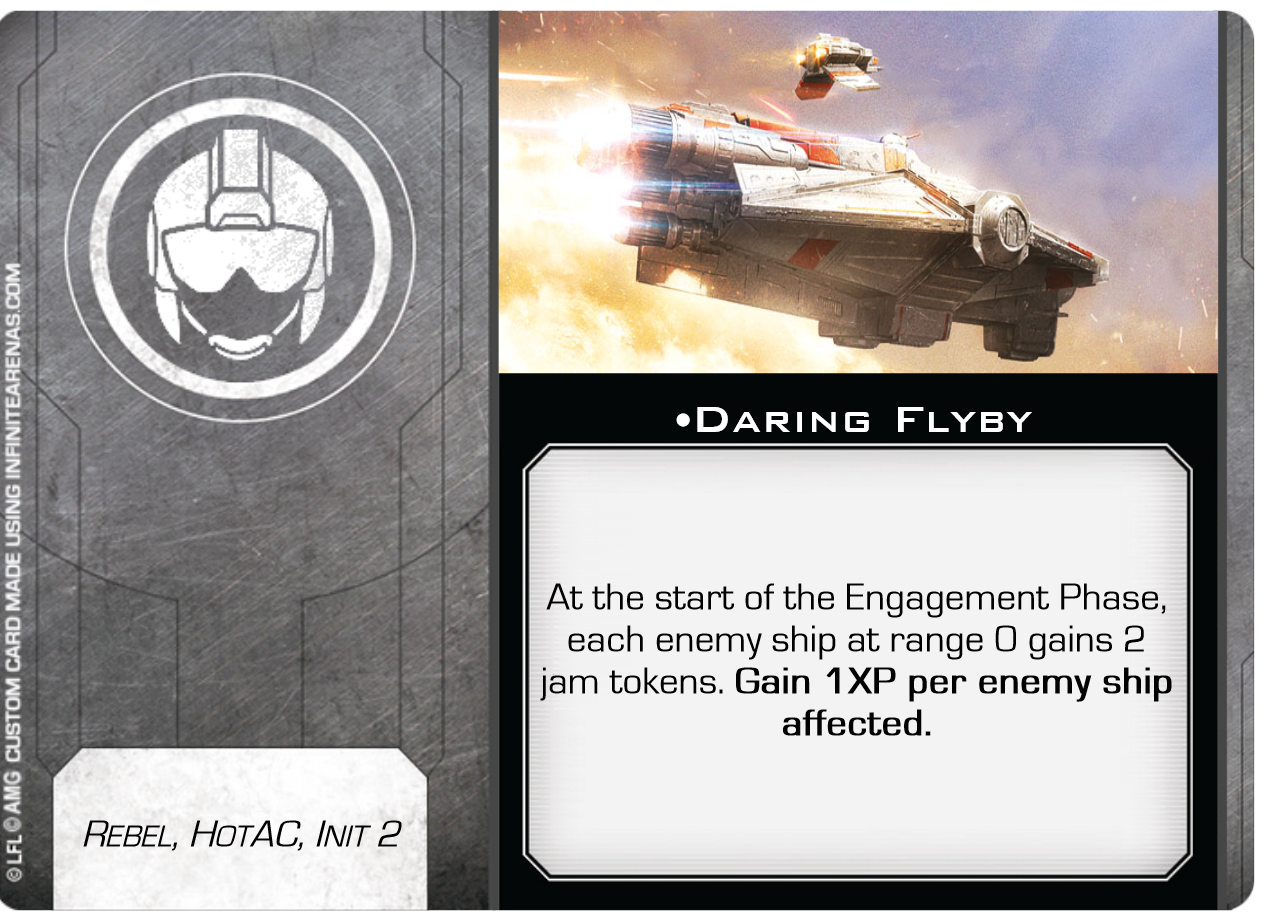 •Daring Flyby
At the start of the Engagement Phase,
each enemy ship at range 0 gains 2
jam tokens. Gain 1XP per enemy ship
affected.
Rebel, HotAC, Init 2
© LFL © AMG CUSTOM CARD MADE USING INFINITEARENAS.COM